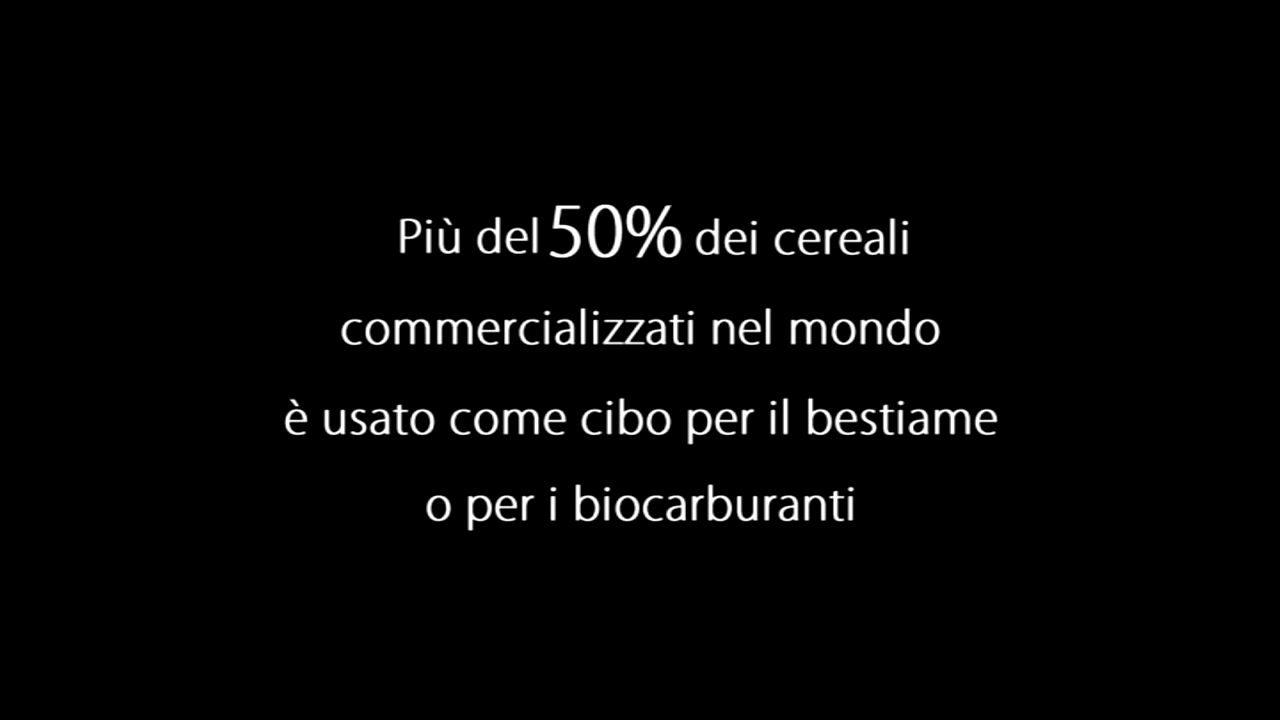 Più del 50% dei cereali
commercializzati nel mondo
è usato come cibo per il bestiame
o per i biocarburanti